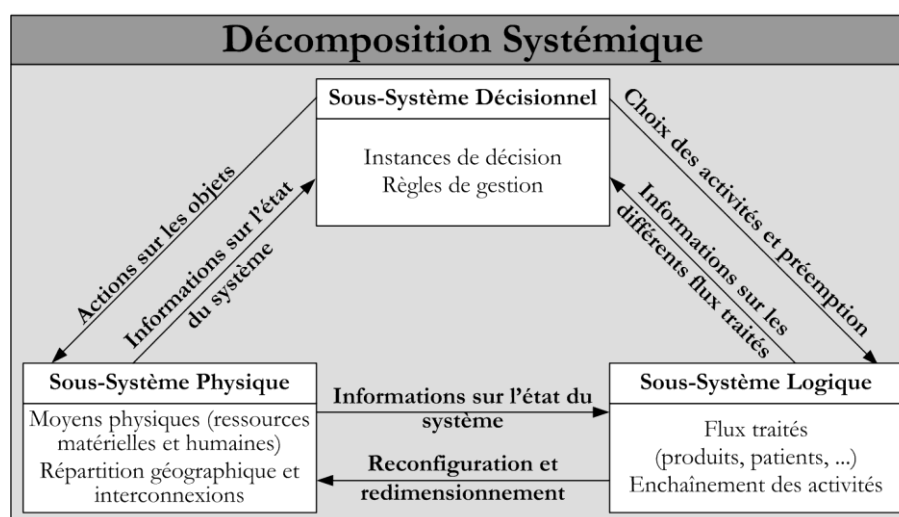 Décomposition Systémique
Sous-Système Décisionnel
Instances de décision
Règles de gestion
Actions sur les objets
Informations sur l'état
du système
Choix des activités et préemption
Informations sur les
différents flux traités
Sous-Système Physique
Moyens physiques (ressources
matérielles et humaines)
Répartition géographique et
interconnexions
Informations sur l'état du
système
Reconfiguration et
redimensionnement
Sous-Système Logique
Flux traités
(produits, patients, ...)
Enchaînement des activités